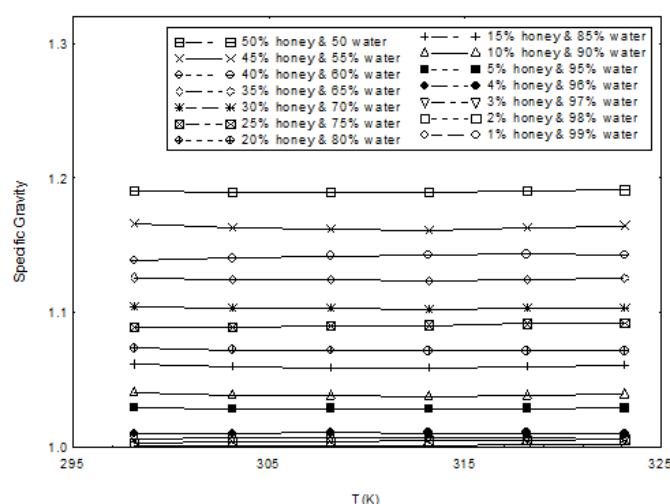 1.3
50% honey & 50 water
45% honey & 55% water
40% honey & 60% water
35% honey & 65% water
30% honey & 70% water
25% honey & 75% water
20% honey & 80% water
15% honey & 85% water
10% honey & 90% water
5% honey & 95% water
4% honey & 96% water
3% honey & 97% water
2% honey & 98% water
1% honey & 99% water
1.2
Specific Gravity
1.1
1.0
295
305
315
325
T(K)